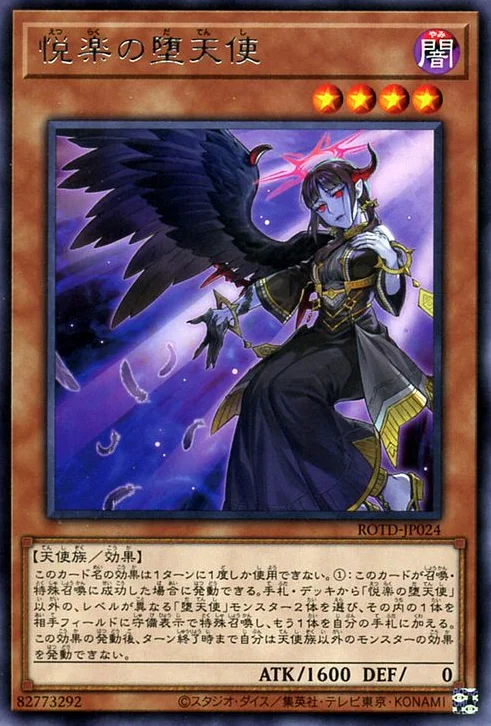 悦楽の堕天使
闇
ROTD-JP024
【天使族／効果】
このカード名の効果は1ターンに1度しか使用できない。①：このカードが召喚・
特殊召喚に成功した場合に発動できる。手札・デッキから「悦楽の堕天使」
以外の、レベルが異なる「堕天使」モンスター2体を選び、その内の1体を
相手フィールドに守備表示で特殊召喚し、もう1体を自分の手札に加える。
この効果の発動後、ターン終了時まで自分は天使族以外のモンスターの効果
を発動できない。
ATK/1600 DEF/ 0
82773292 ©スタジオ・ダイス／集英社・テレビ東京・KONAMI